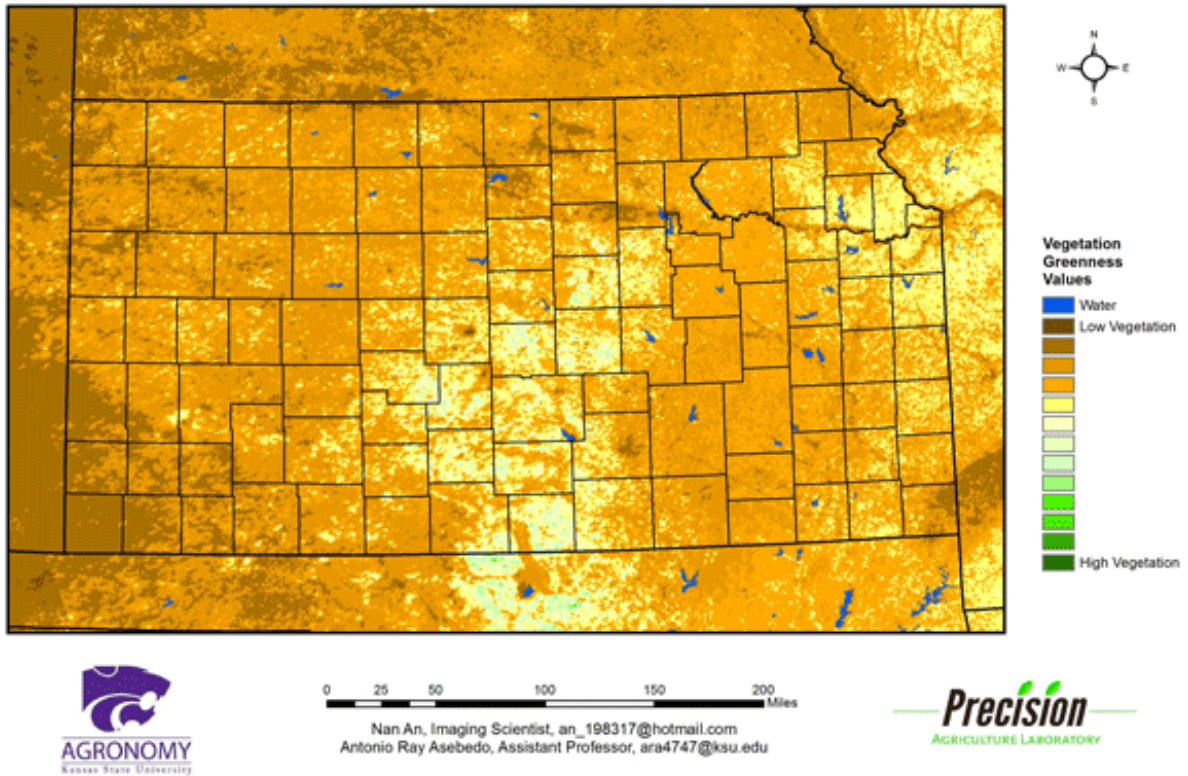 N
W
E
S
Vegetation
Greenness
Values
Water
Low Vegetation
High Vegetation
AGRONOMY
Kansas State University
0 25 50 100 150 200
Miles
Nan An, Imaging Scientist, an_198317@hotmail.com
Antonio Ray Asebedo, Assistant Professor, ara4747@ksu.edu
Precision
AGRICULTURE LABORATORY